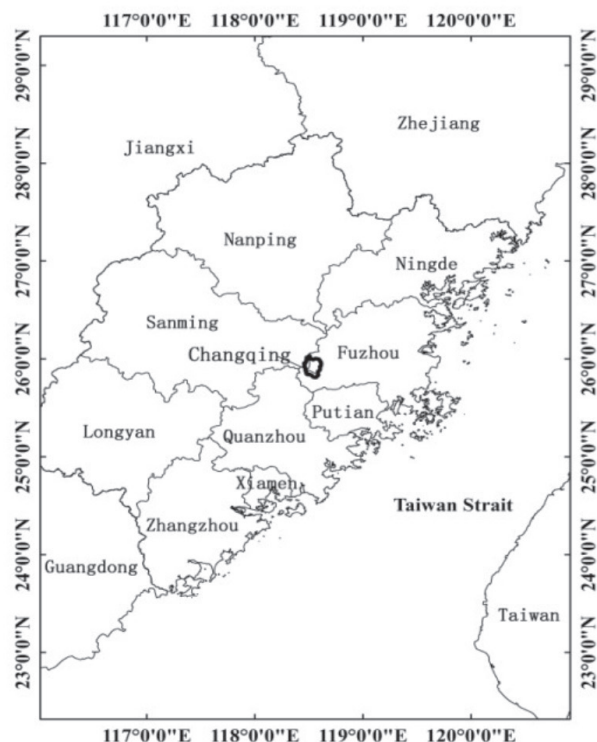 117°0'0"E 118°0'0"E 119°0'0"E 120°0'0"E
29°0'0"N
29°0'0"N
Zhejiang
Jiangxi
28°0'0"N
28°0'0"N
Nanping
27°0'0"N
27°0'0"N
Ningde
Sanming
Changqing
Fuzhou
26°0'0"N
26°0'0"N
Putian
Longyan
Quanzhou
25°0'0"N
25°0'0"N
Xiamen
Taiwan Strait
Zhangzhou
24°0'0"N
24°0'0"N
Guangdong
Taiwan
23°0'0"N
23°0'0"N
117°0'0"E 118°0'0"E 119°0'0"E 120°0'0"E